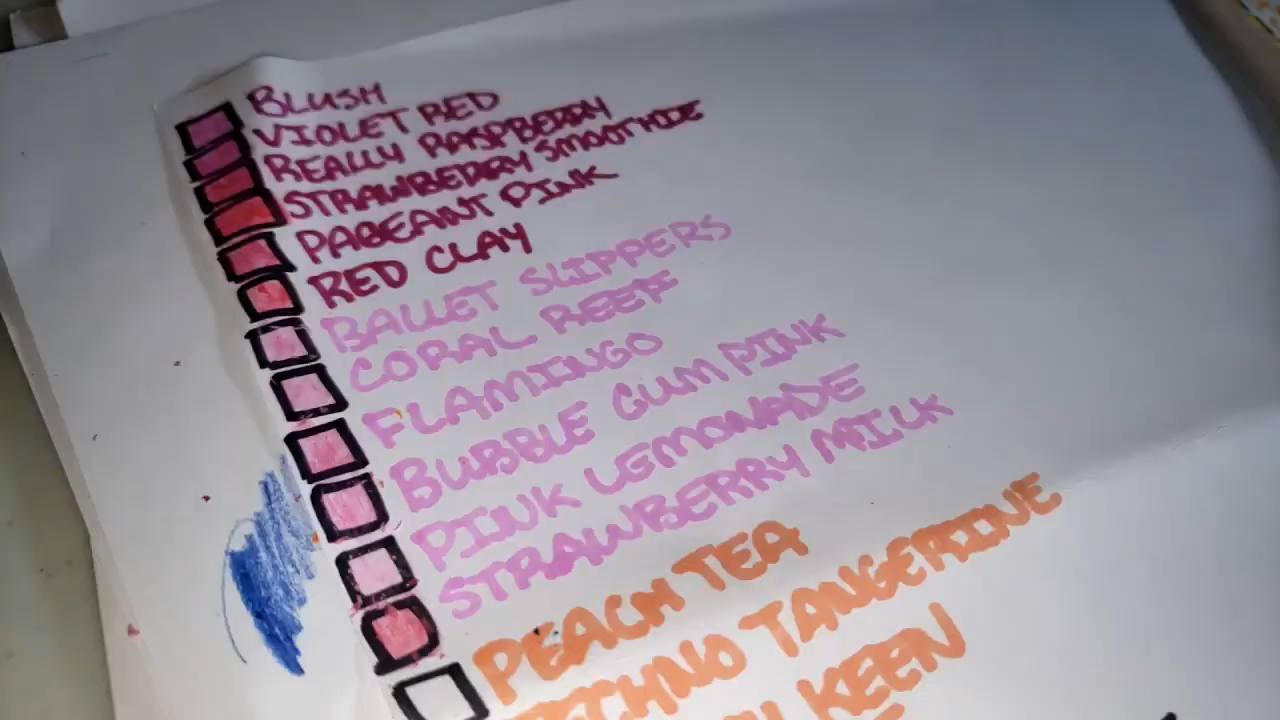 BLUSH
VIOLET RED
REALLY RASPBERRY
STRAWBERRY SMOOTHIE
PAGEANT PINK
RED CLAY
BALLET SLIPPERS
CORAL REEF
FLAMINGO
BUBBLE GUM PINK
PINK LEMONADE
STRAWBERRY MILK
PEACH TEA
TECHNO TANGERINE
KEEN